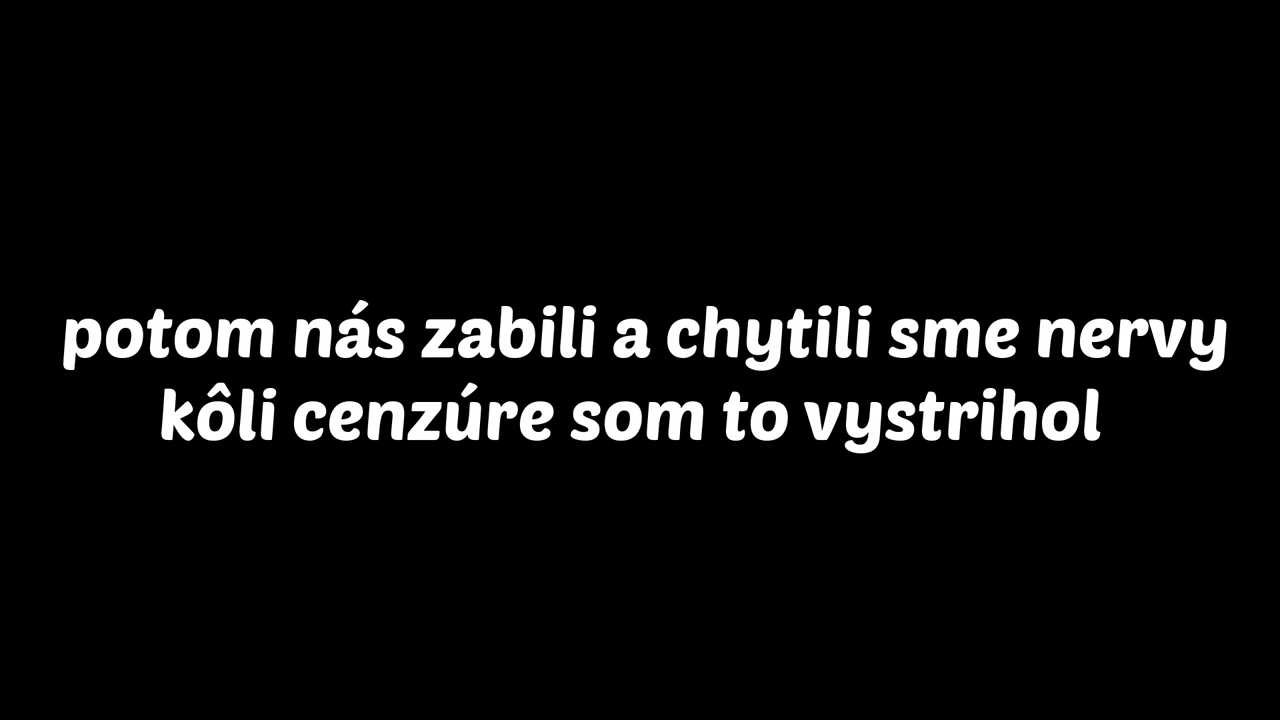 potom nás zabili a chytili sme nervy
kôli cenzúre som to vystrihol